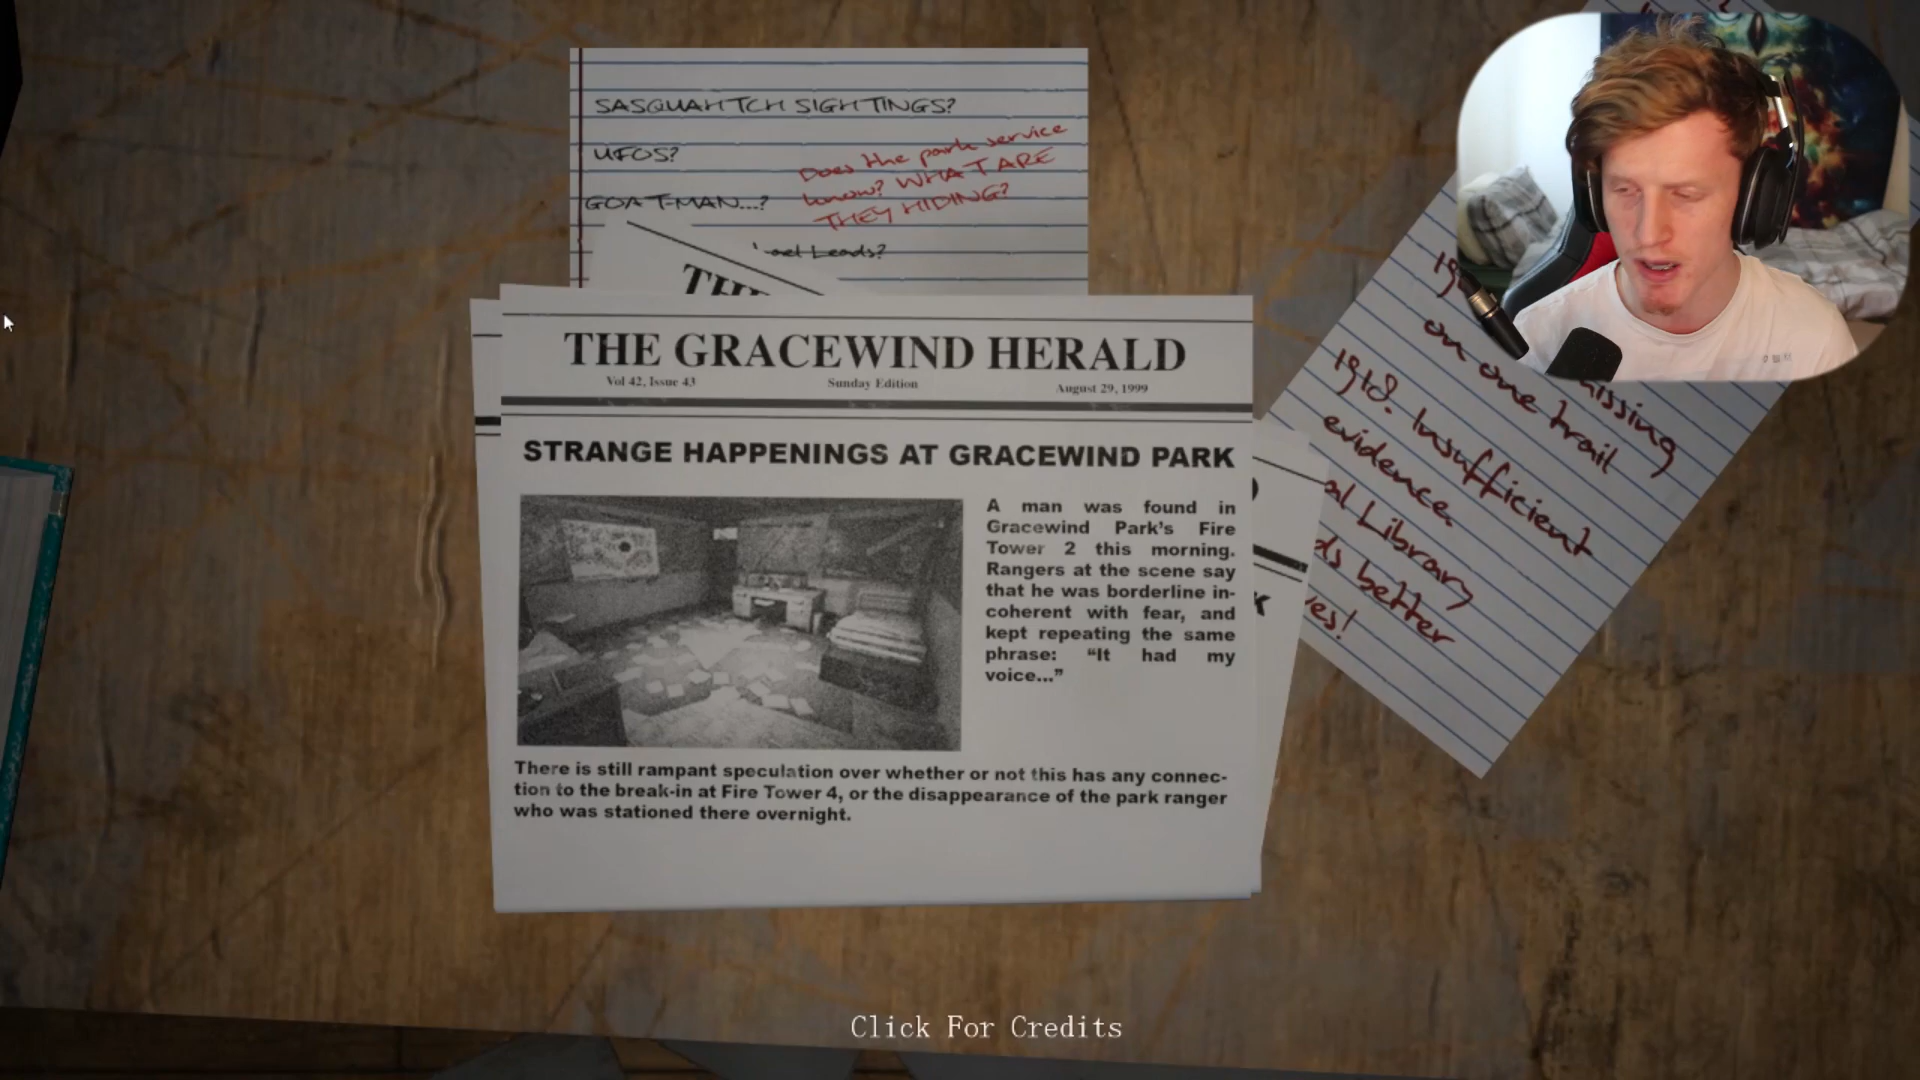 SASQUAHTCH SIGHTINGS?
UFOS?
GOATMAN...?
Does the park service
know? WHAT ARE
THEY HIDING?
Leads?
THE GRACEWIND HERALD
Vol 42, Issue 43
Sunday Edition
August 29, 1999
STRANGE HAPPENINGS AT GRACEWIND PARK
A man was found in
Gracewind Park's Fire
Tower 2 this morning.
Rangers at the scene say
that he was borderline in-
coherent with fear, and
kept repeating the same
phrase: "It had my
voice..."
There is still rampant speculation over whether or not this has any connec-
tion to the break-in at Fire Tower 4, or the disappearance of the park ranger
who was stationed there overnight.
missing
on one trail
Insufficient
evidence.
Library
better
Click For Credits